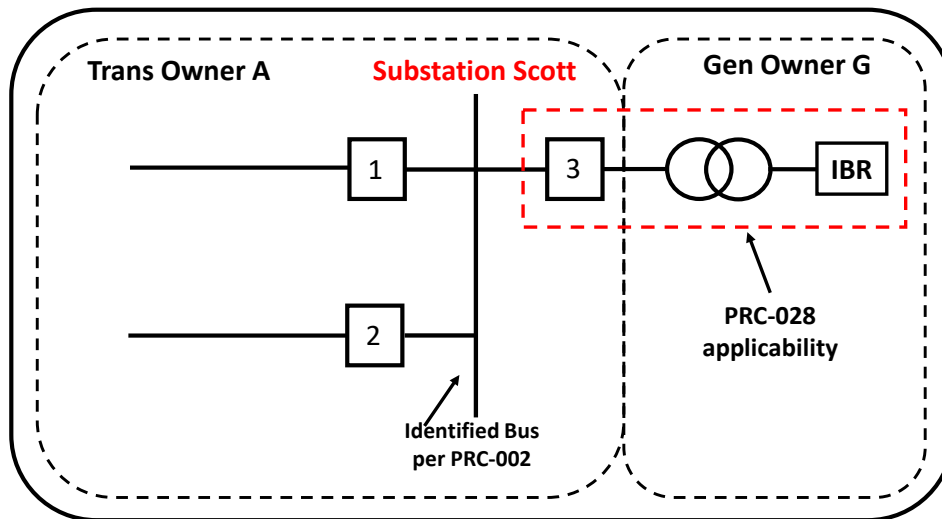 Trans Owner A
Substation Scott
Gen Owner G
1
3
IBR
2
PRC-028
applicability
Identified Bus
per PRC-002